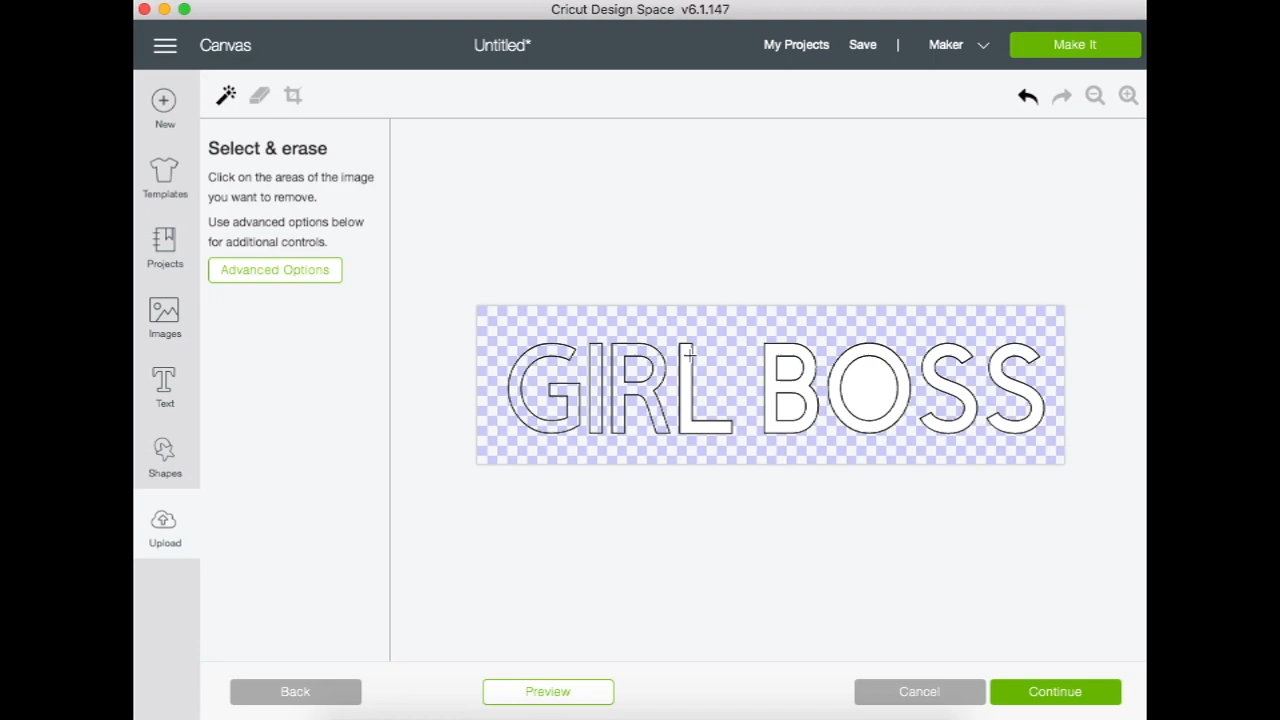 Cricut Design Space v6.1.147
Canvas
Untitled*
My Projects
Save
|
Maker
Make It
New
Templates
Projects
Images
Text
Shapes
Upload
Select & erase
Click on the areas of the image
you want to remove.
Use advanced options below
for additional controls.
Advanced Options
GIRL BOSS
Back
Preview
Cancel
Continue